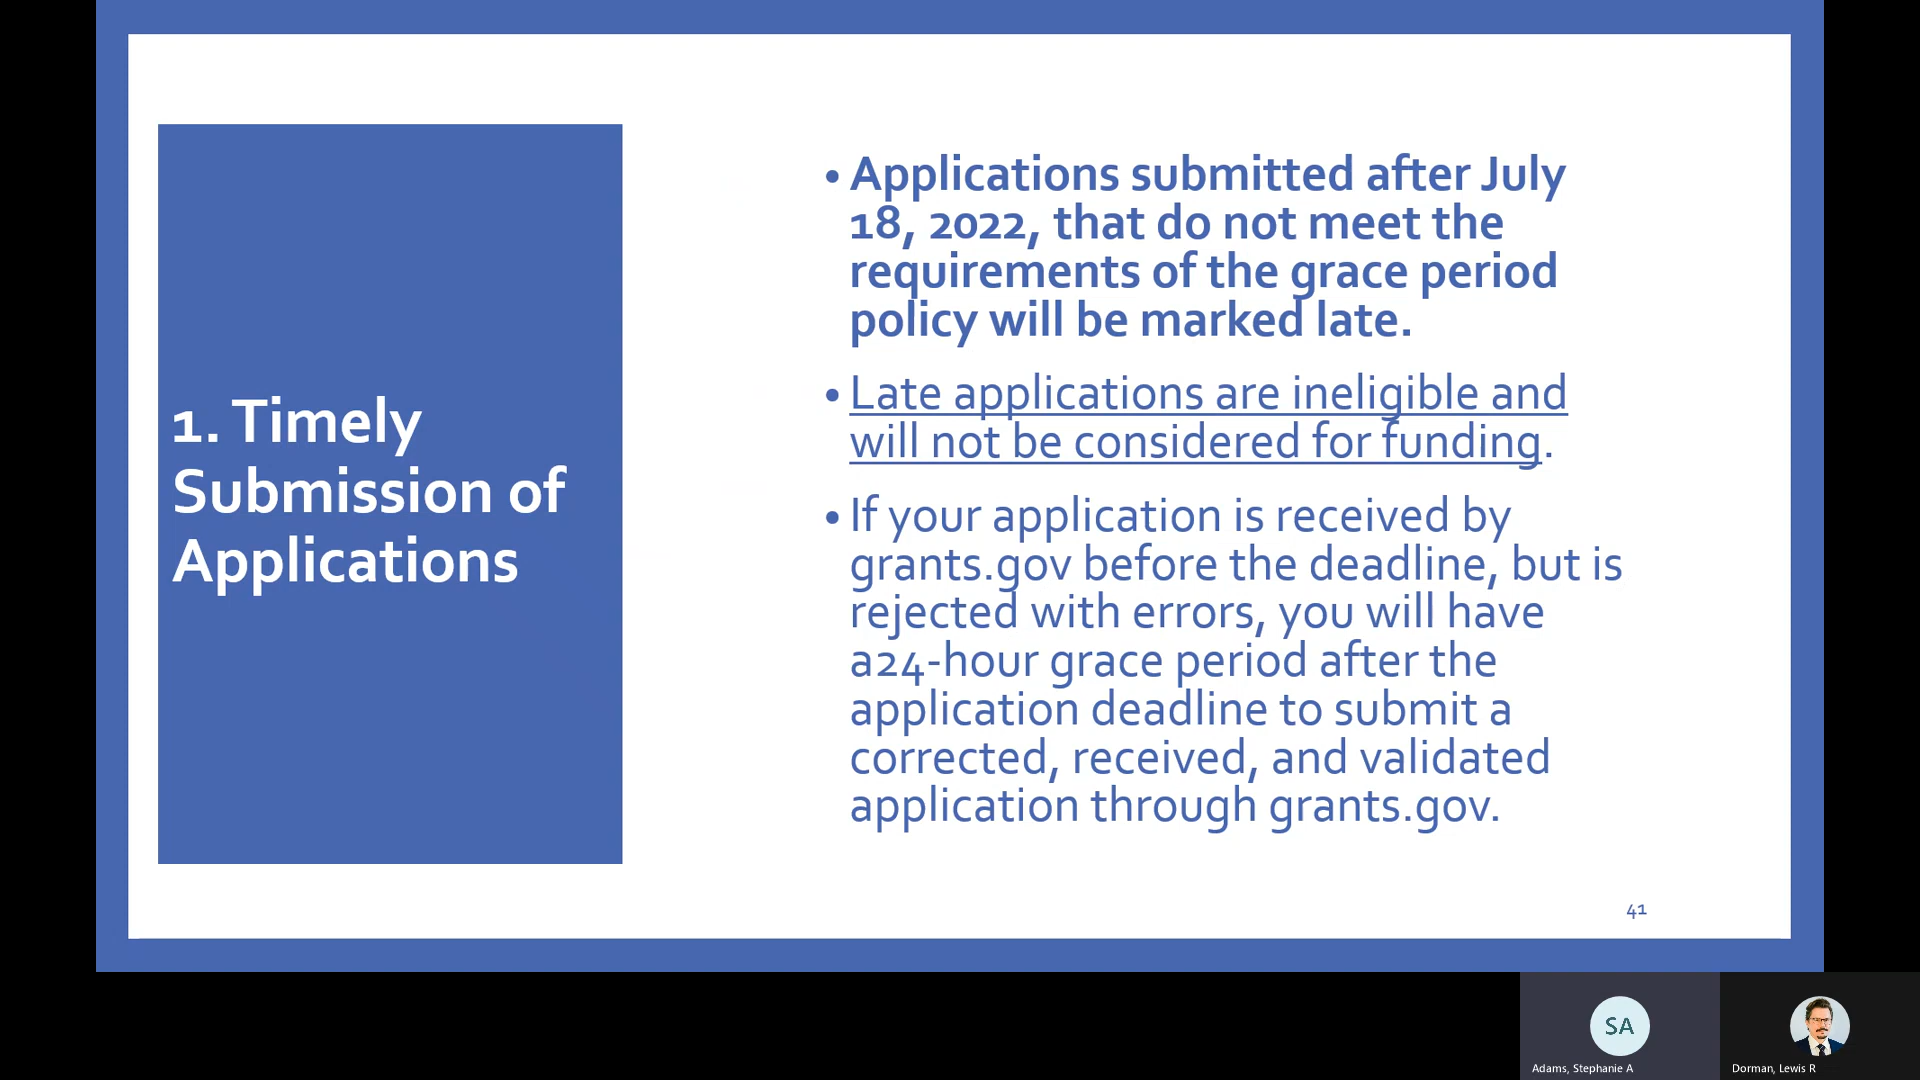 1. Timely
Submission of
Applications
• Applications submitted after July
18, 2022, that do not meet the
requirements of the grace period
policy will be marked late.
• Late applications are ineligible and
will not be considered for funding.
• If your application is received by
grants.gov before the deadline, but is
rejected with errors, you will have
a24-hour grace period after the
application deadline to submit a
corrected, received, and validated
application through grants.gov.
41
SA
Adams, Stephanie A
Dorman, Lewis R